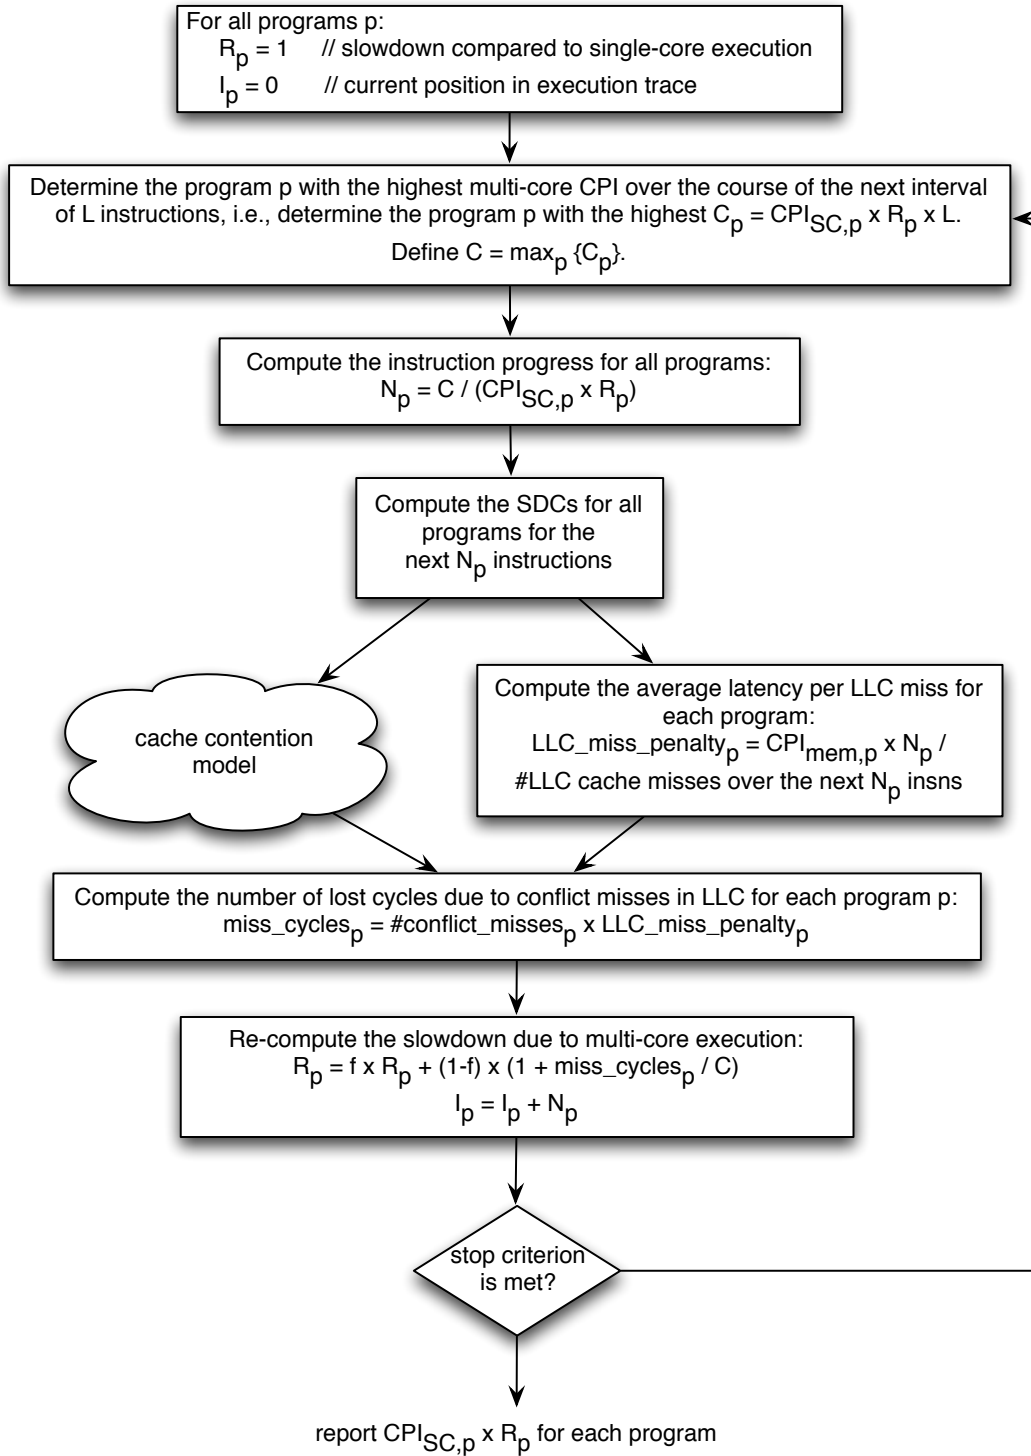 For all programs p:
R_p = 1 // slowdown compared to single-core execution
I_p = 0 // current position in execution trace
Determine the program p with the highest multi-core CPI over the course of the next interval
of L instructions, i.e., determine the program p with the highest C_p = CPI_SC,p x R_p x L.
Define C = max_p {C_p}.
Compute the instruction progress for all programs:
N_p = C / (CPI_SC,p x R_p)
Compute the SDCs for all
programs for the
next N_p instructions
cache contention
model
Compute the average latency per LLC miss for
each program:
LLC_miss_penalty_p = CPI_mem,p x N_p /
#LLC cache misses over the next N_p insns
Compute the number of lost cycles due to conflict misses in LLC for each program p:
miss_cycles_p = #conflict_misses_p x LLC_miss_penalty_p
Re-compute the slowdown due to multi-core execution:
R_p = f x R_p + (1-f) x (1 + miss_cycles_p / C)
I_p = I_p + N_p
stop criterion
is met?
report CPI_SC,p x R_p for each program